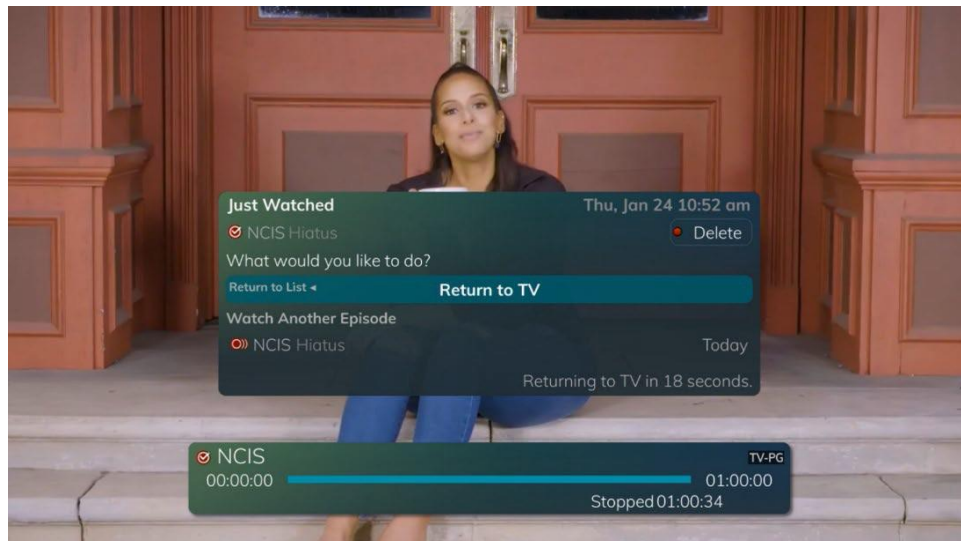 Just Watched Thu, Jan 24 10:52 am
NCIS Hiatus Delete
What would you like to do?
Return to List ◂ Return to TV
Watch Another Episode
NCIS Hiatus Today
Returning to TV in 18 seconds.
NCIS TV-PG
00:00:00 01:00:00
Stopped 01:00:34